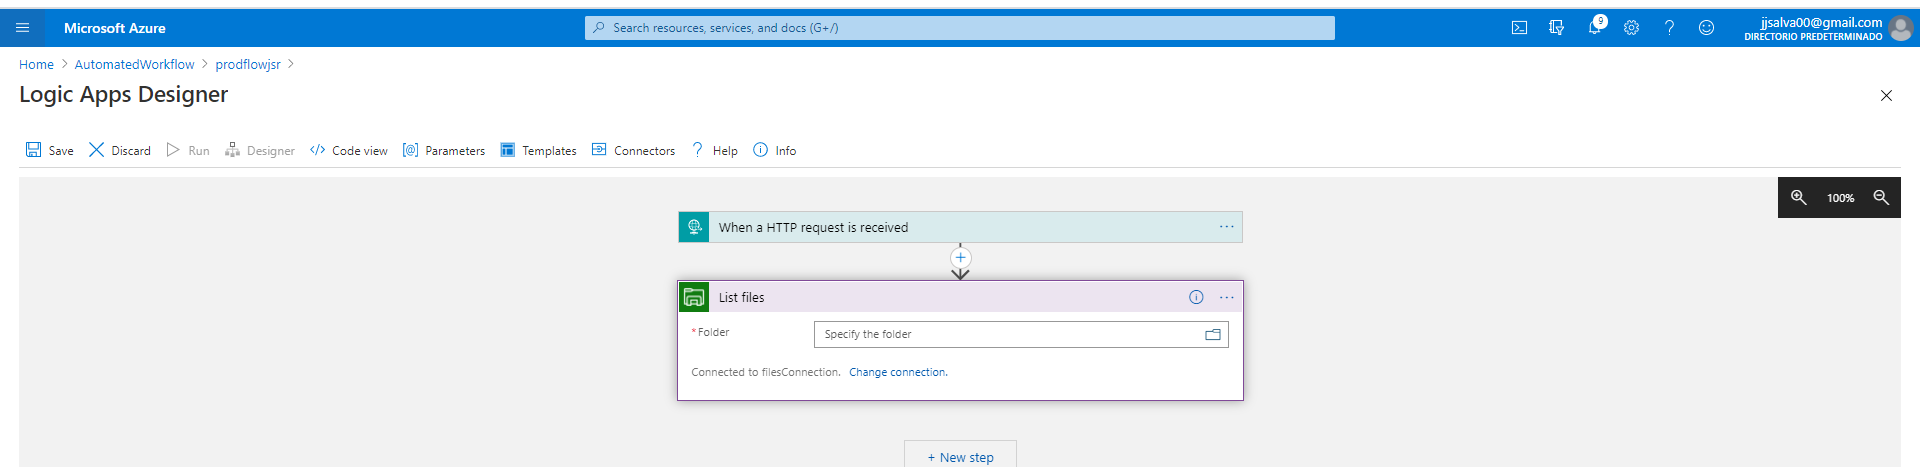 Microsoft Azure
Search resources, services, and docs (G+/)
9
jjsalva00@gmail.com
DIRECTORIO PREDETERMINADO
Home > AutomatedWorkflow > prodflowjsr >
Logic Apps Designer
Save Discard Run Designer Code view Parameters Templates Connectors Help Info
100%
When a HTTP request is received
List files
* Folder Specify the folder
Connected to filesConnection. Change connection.
+ New step